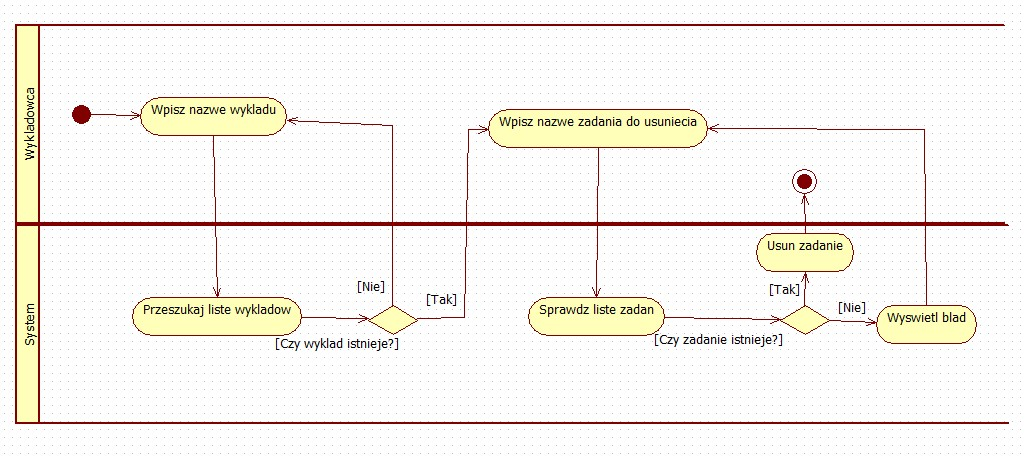 Wykladowca
Wpisz nazwe wykladu
Wpisz nazwe zadania do usuniecia
System
Usun zadanie
[Nie]
[Tak]
[Tak]
[Nie]
Przeszukaj liste wykladow
Sprawdz liste zadan
Wyswietl blad
[Czy wyklad istnieje?]
[Czy zadanie istnieje?]